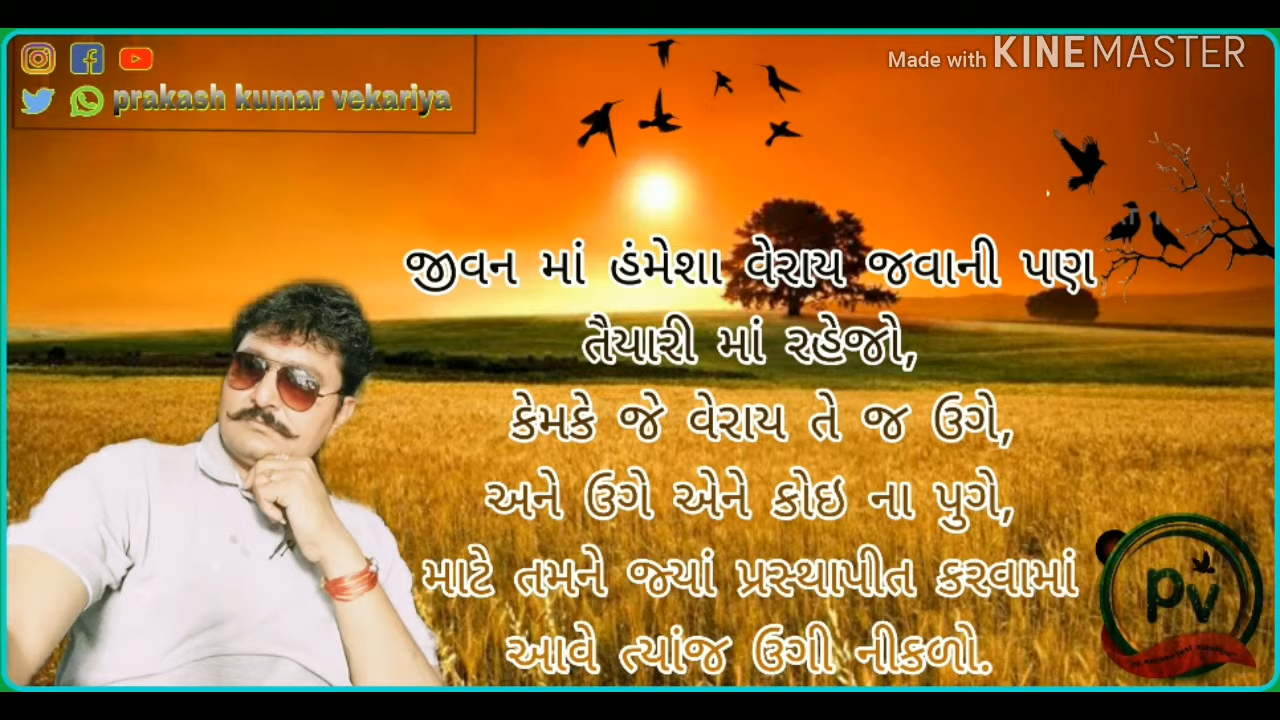 Made with KINEMASTER
prakash kumar vekariya
જીવન માં હંમેશા વેરાય જવાની પણ
તૈયારી માં રહેજો,
કેમકે જે વેરાય તે જ ઉગે,
અને ઉગે એને કોઇ ના પુગે,
માટે તમને જ્યાં પ્રસ્થાપીત કરવામાં
આવે ત્યાંજ ઉગી નીકળો.
pv